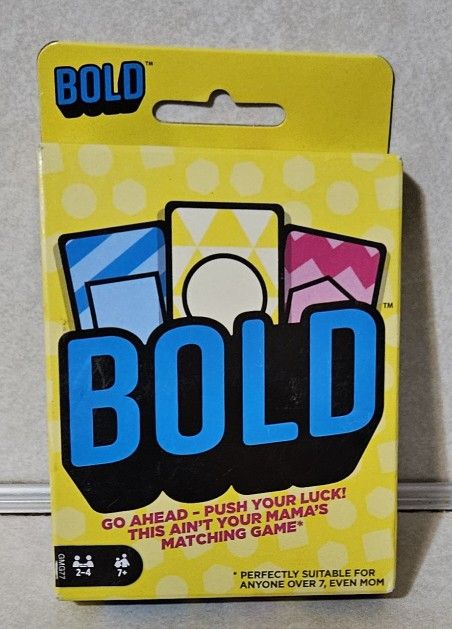 BOLD™
BOLD™
GO AHEAD - PUSH YOUR LUCK!
THIS AIN'T YOUR MAMA'S
MATCHING GAME*
GMG77
2-4
7+
* PERFECTLY SUITABLE FOR
ANYONE OVER 7, EVEN MOM